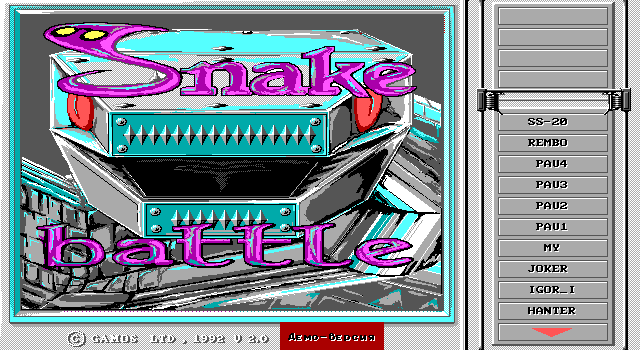 Snake
battle
© GAMOS LTD, 1992 V 2.0
Демо-версия
SS-20
REMBO
PAU4
PAU3
PAU2
PAU1
MY
JOKER
IGOR_I
HANTER